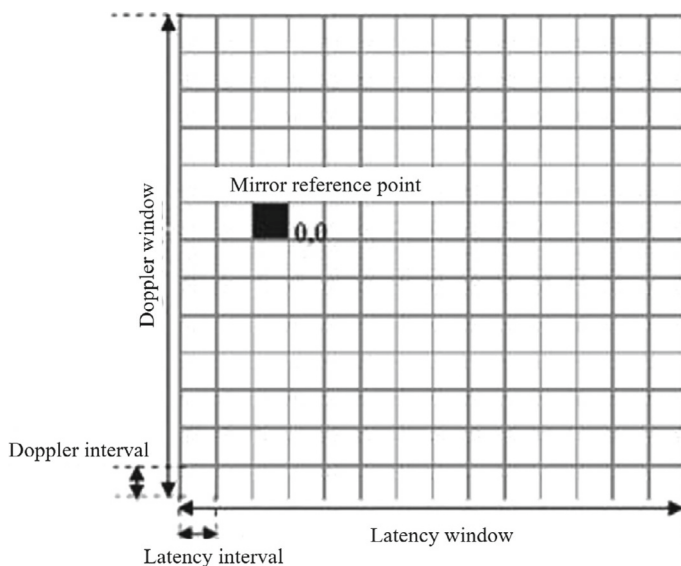 Mirror reference point
0,0
Doppler window
Doppler interval
Latency window
Latency interval